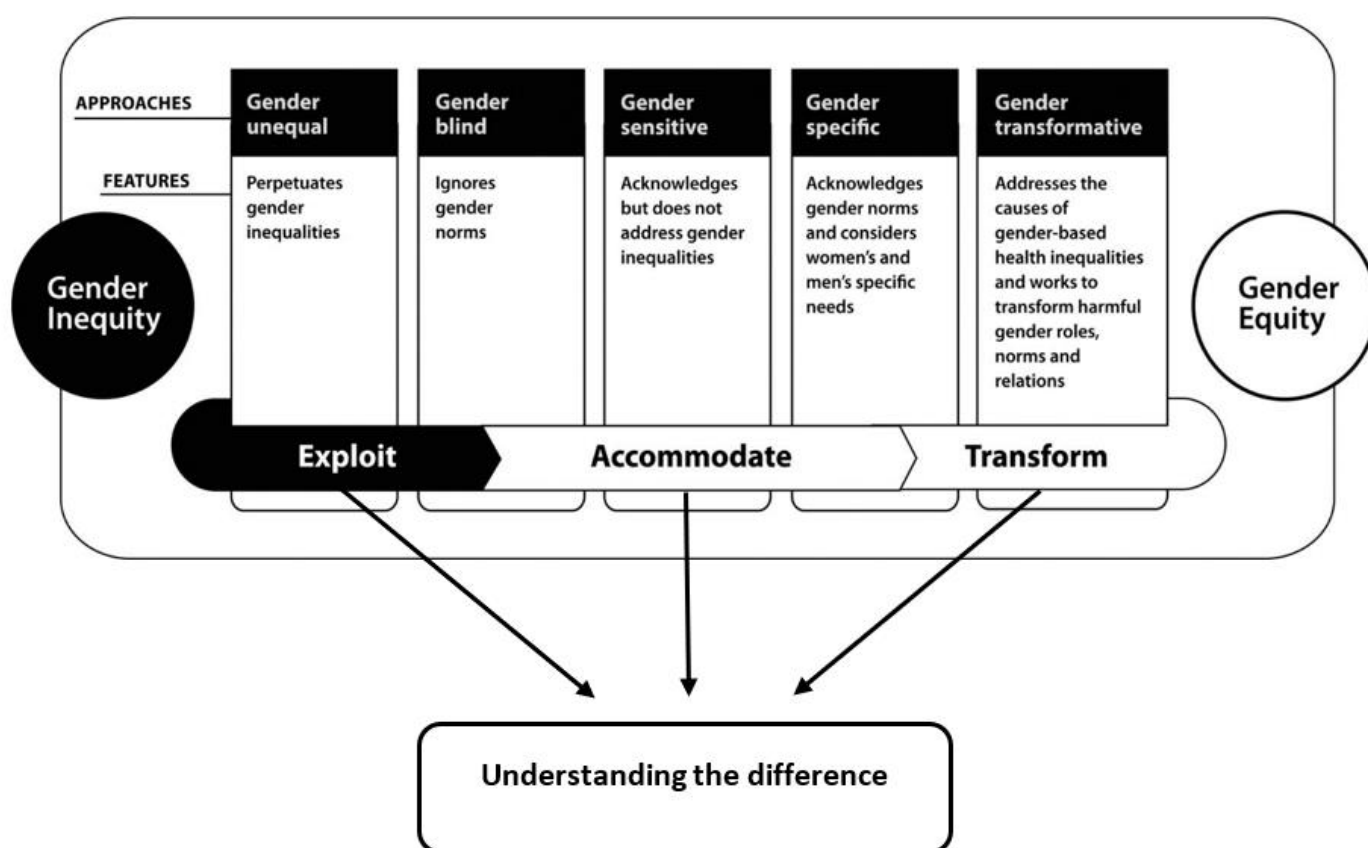 APPROACHES
Gender
unequal
Gender
blind
Gender
sensitive
Gender
specific
Gender
transformative
FEATURES
Perpetuates
gender
inequalities
Ignores
gender
norms
Acknowledges
but does not
address gender
inequalities
Acknowledges
gender norms
and considers
women's and
men's specific
needs
Addresses the
causes of
gender-based
health inequalities
and works to
transform harmful
gender roles,
norms and
relations
Gender
Inequity
Gender
Equity
Exploit
Accommodate
Transform
Understanding the difference